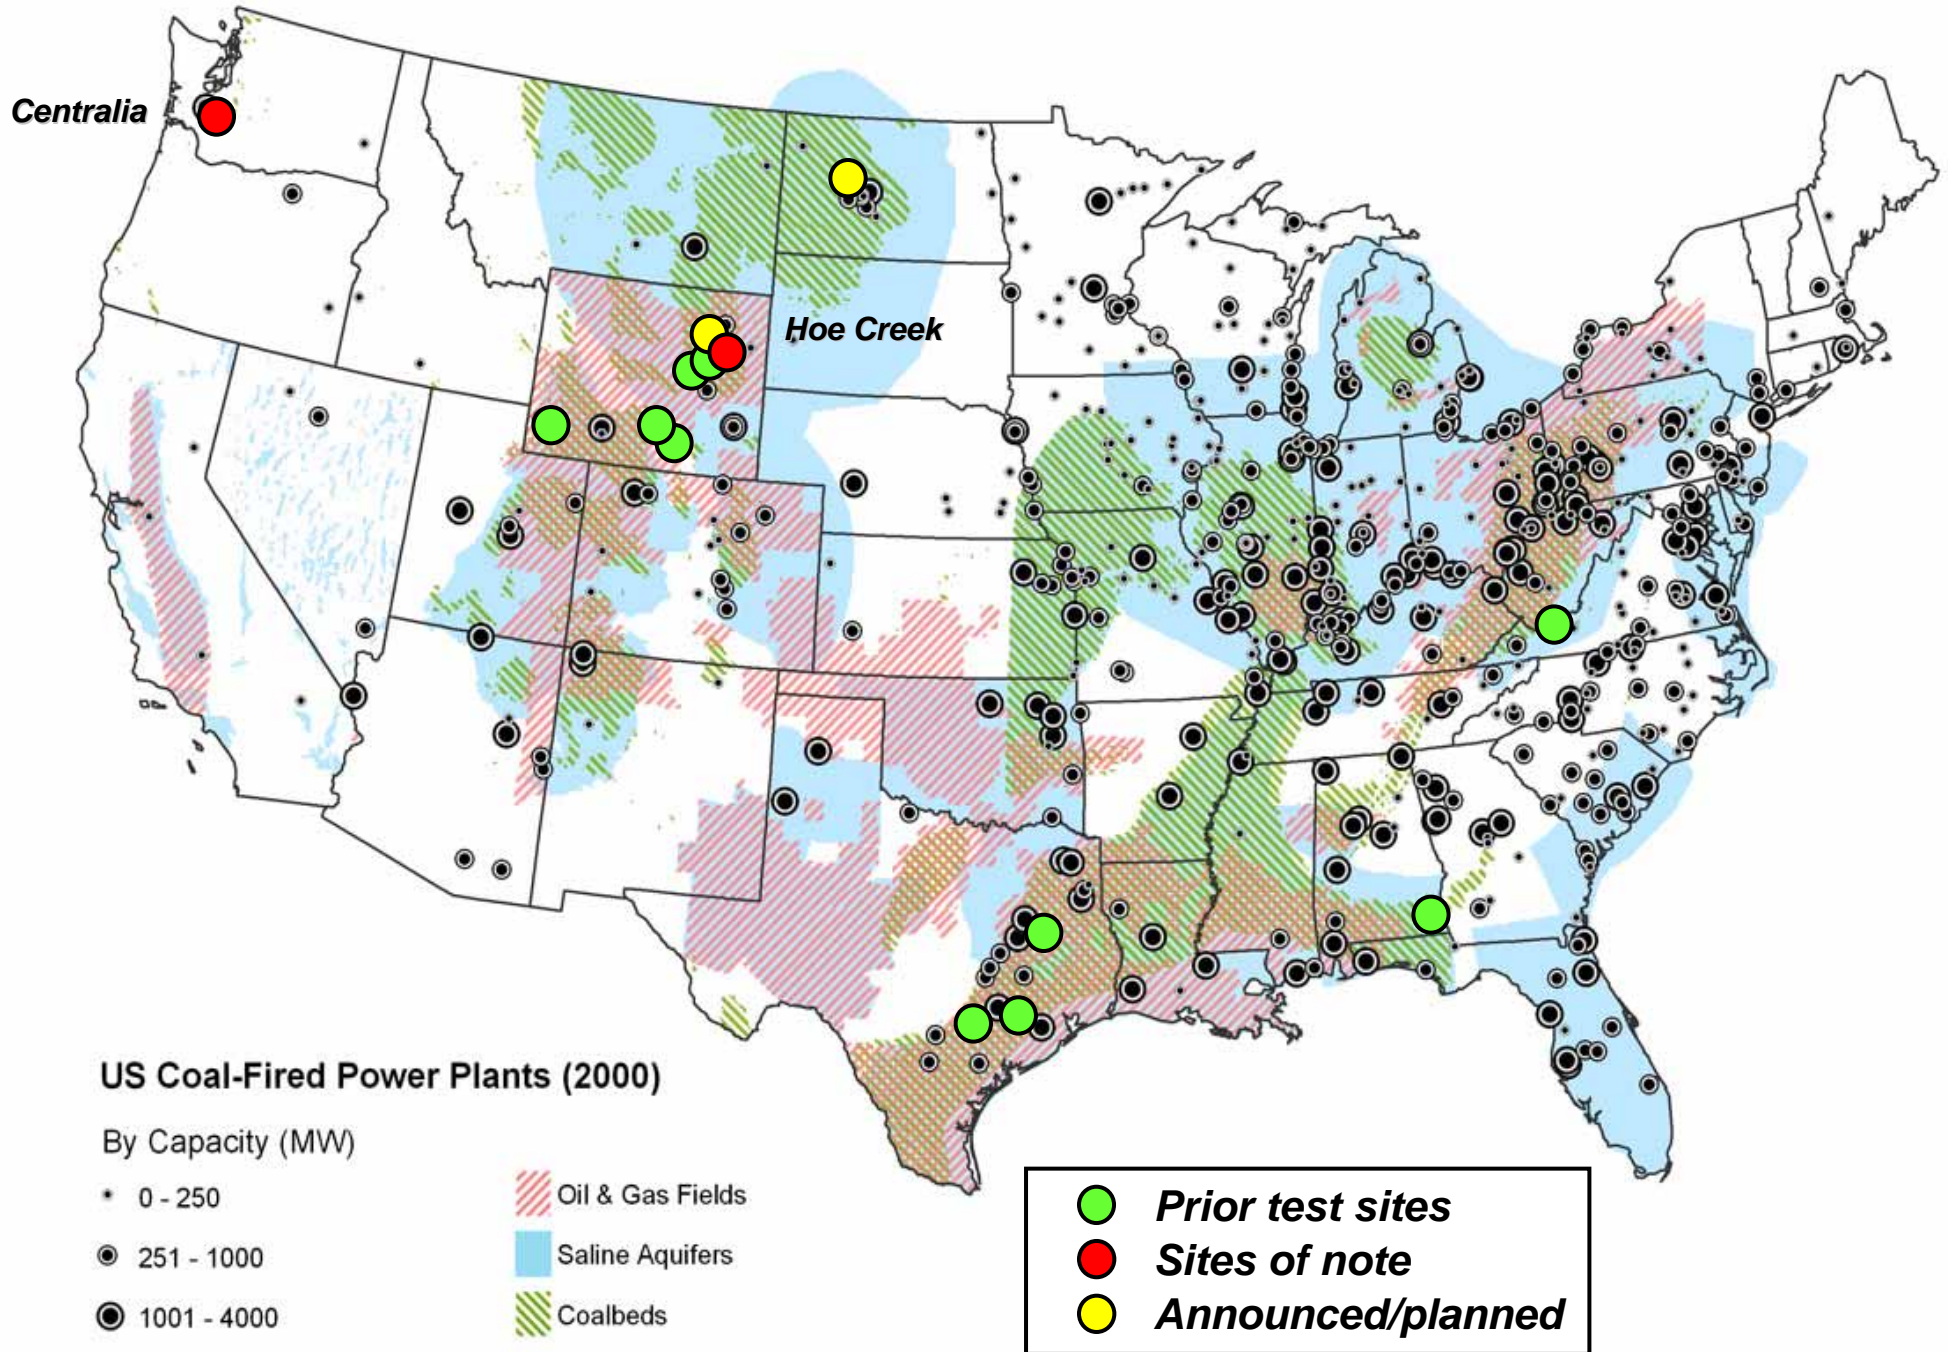 Centralia
Hoe Creek
US Coal-Fired Power Plants (2000)
By Capacity (MW)
0 - 250
251 - 1000
1001 - 4000
Oil & Gas Fields
Saline Aquifers
Coalbeds
Prior test sites
Sites of note
Announced/planned